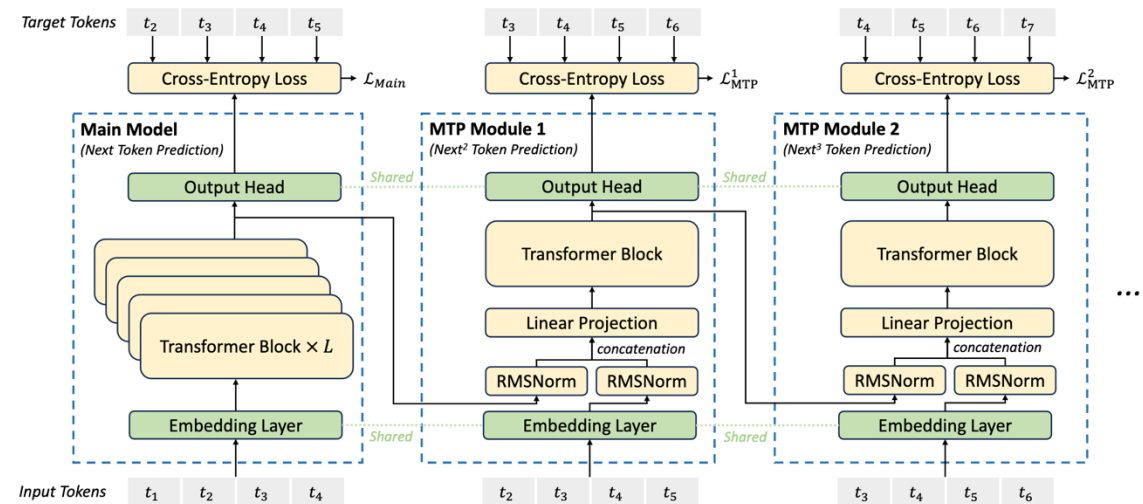 Target Tokens t₂ t₃ t₄ t₅ t₃ t₄ t₅ t₆ t₄ t₅ t₆ t₇
Cross-Entropy Loss ℒ_Main Cross-Entropy Loss ℒ¹_MTP Cross-Entropy Loss ℒ²_MTP
Main Model MTP Module 1 MTP Module 2
(Next Token Prediction) (Next² Token Prediction) (Next³ Token Prediction)
Output Head Shared Output Head Shared Output Head
Transformer Block Transformer Block
...
Linear Projection Linear Projection
Transformer Block × L concatenation concatenation
RMSNorm RMSNorm RMSNorm RMSNorm
Embedding Layer Shared Embedding Layer Shared Embedding Layer
Input Tokens t₁ t₂ t₃ t₄ t₂ t₃ t₄ t₅ t₃ t₄ t₅ t₆